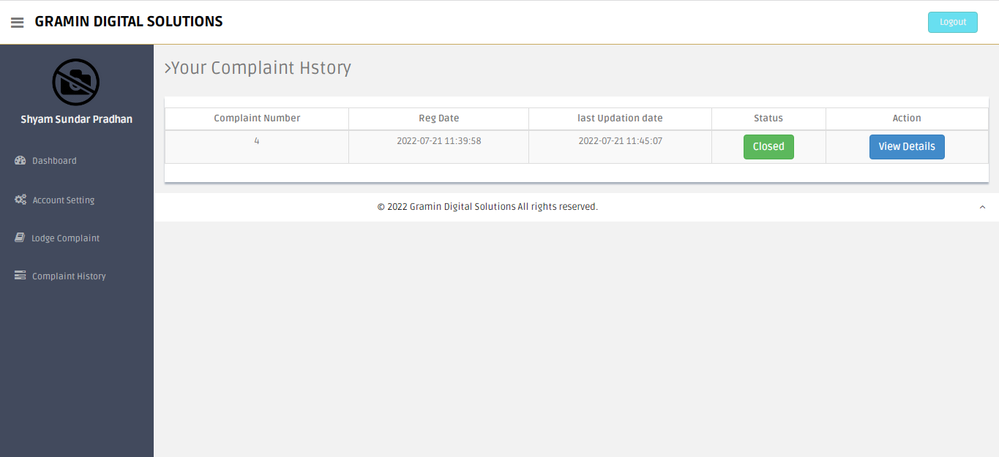 GRAMIN DIGITAL SOLUTIONS
Logout
Shyam Sundar Pradhan
Dashboard
Account Setting
Lodge Complaint
Complaint History
>Your Complaint Hstory
Complaint Number Reg Date last Updation date Status Action
4 2022-07-21 11:39:58 2022-07-21 11:45:07 Closed View Details
© 2022 Gramin Digital Solutions All rights reserved.